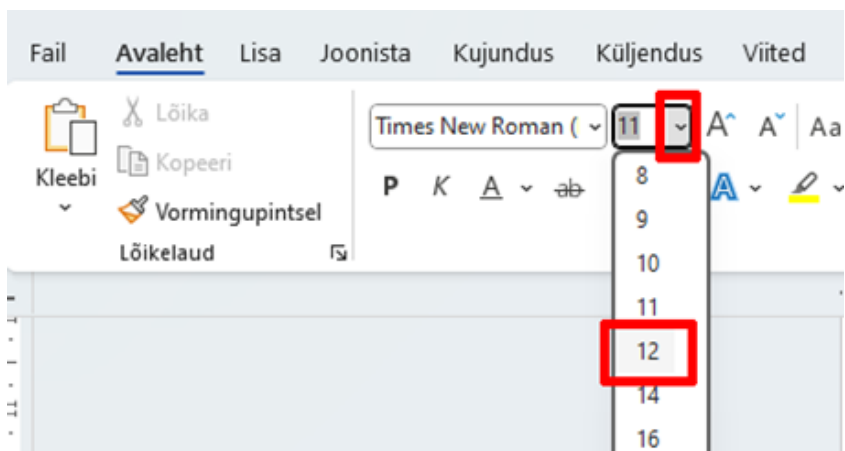 Fail Avaleht Lisa Joonista Kujundus Küljendus Viited
Lõika
Kopeeri
Kleebi
Vormingupintsel
Lõikelaud
Times New Roman ( 11 A A Aa
P K A ab A
8
9
10
11
12
14
16